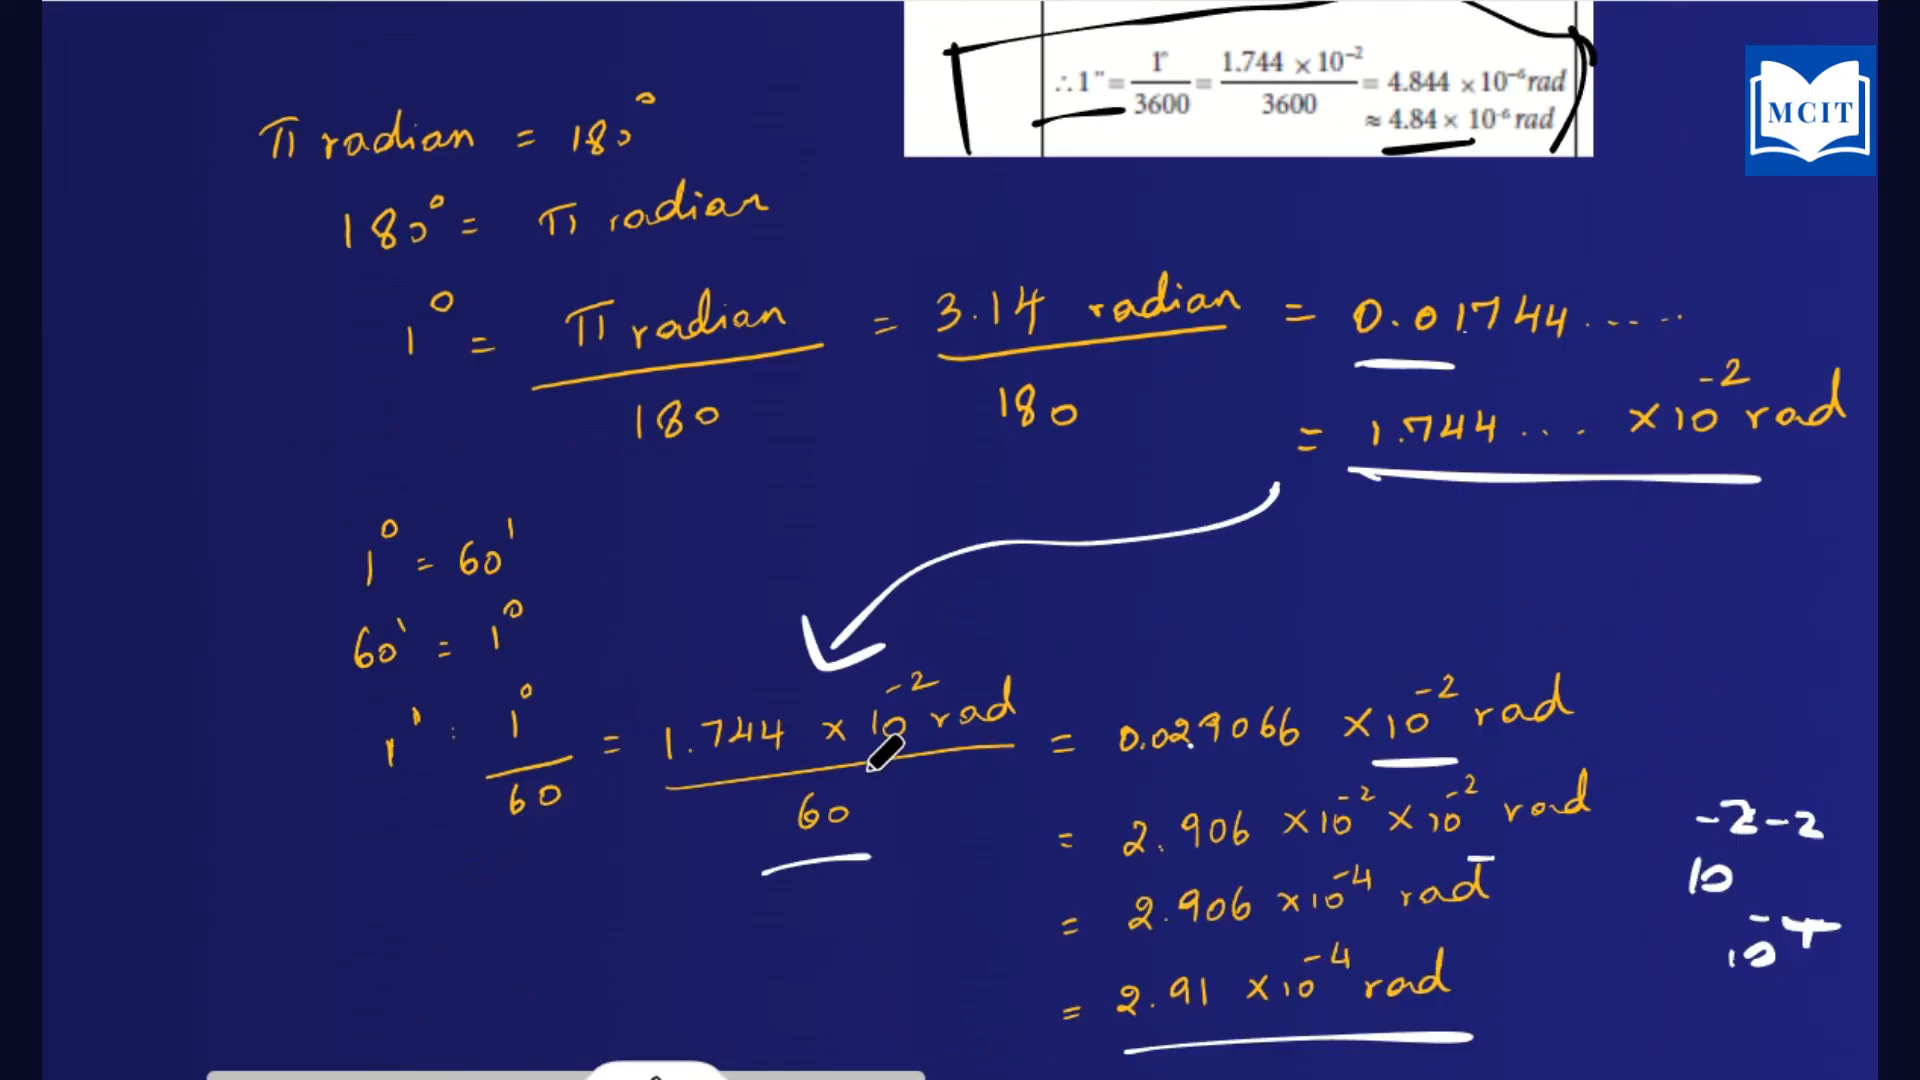 ∴ 1" = 1° / 3600 = 1.744 × 10⁻² / 3600 = 4.844 × 10⁻⁶ rad
≈ 4.84 × 10⁻⁶ rad
MCIT
π radian = 180°
180° = π radian
1° = π radian / 180 = 3.14 radian / 180 = 0.01744.....
= 1.744... × 10⁻² rad
1° = 60'
60' = 1°
1' : 1° / 60 = 1.744 × 10⁻² rad / 60 = 0.029066 × 10⁻² rad
= 2.906 × 10⁻² × 10⁻² rad
= 2.906 × 10⁻⁴ rad
= 2.91 × 10⁻⁴ rad
10⁻²⁻²
10⁻⁴